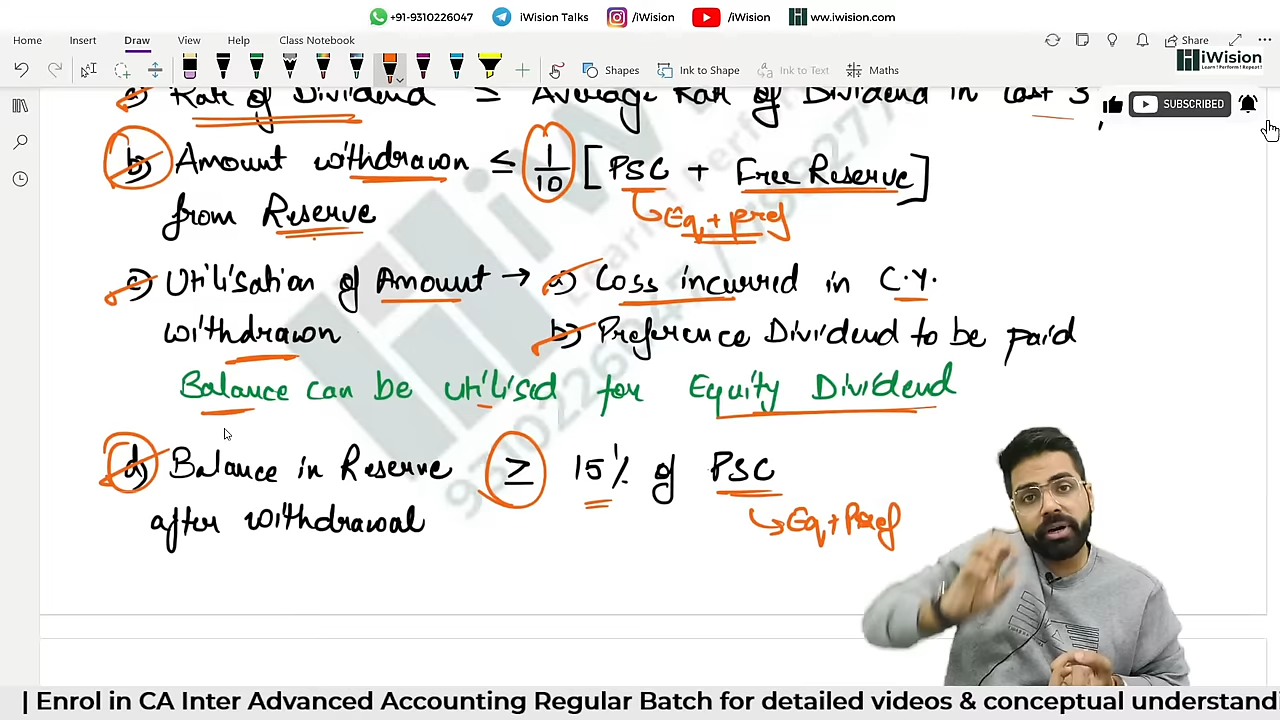 +91-9310226047 iWision Talks /iWision /iWision www.iwision.com
Home Insert Draw View Help Class Notebook Share
Shapes Ink to Shape Ink to Text Maths
iWision
Learn ! Perform ! Repeat !
SUBSCRIBED
a) Rate of Dividend ≤ Average Rate of Dividend in last 3
b) Amount withdrawn ≤ 1/10 [PSC + Free Reserve]
from Reserve
Eq + pref
c) Utilisation of Amount → a) Loss incurred in C.Y.
withdrawn b) Preference Dividend to be paid
Balance can be utilised for Equity Dividend
d) Balance in Reserve ≥ 15% of PSC
after withdrawal
Eq + Pref
| Enrol in CA Inter Advanced Accounting Regular Batch for detailed videos & conceptual understandi